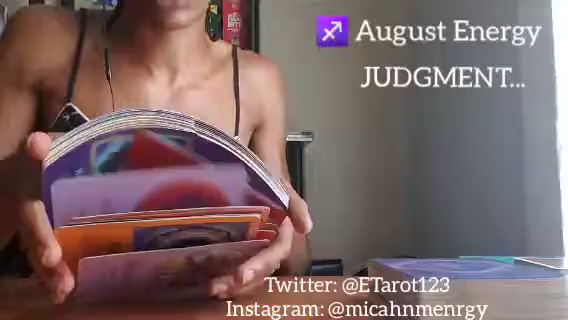 ♐ August Energy
JUDGMENT...
Twitter: @ETarot123
Instagram: @micahnmenrgy